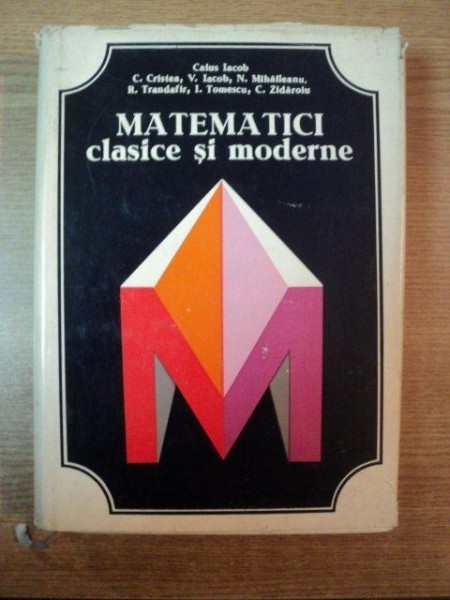 Caius Iacob
C. Cristea, V. Iacob, N. Mihăileanu,
R. Trandafir, I. Tomescu, C. Zidăroiu
MATEMATICI
clasice și moderne